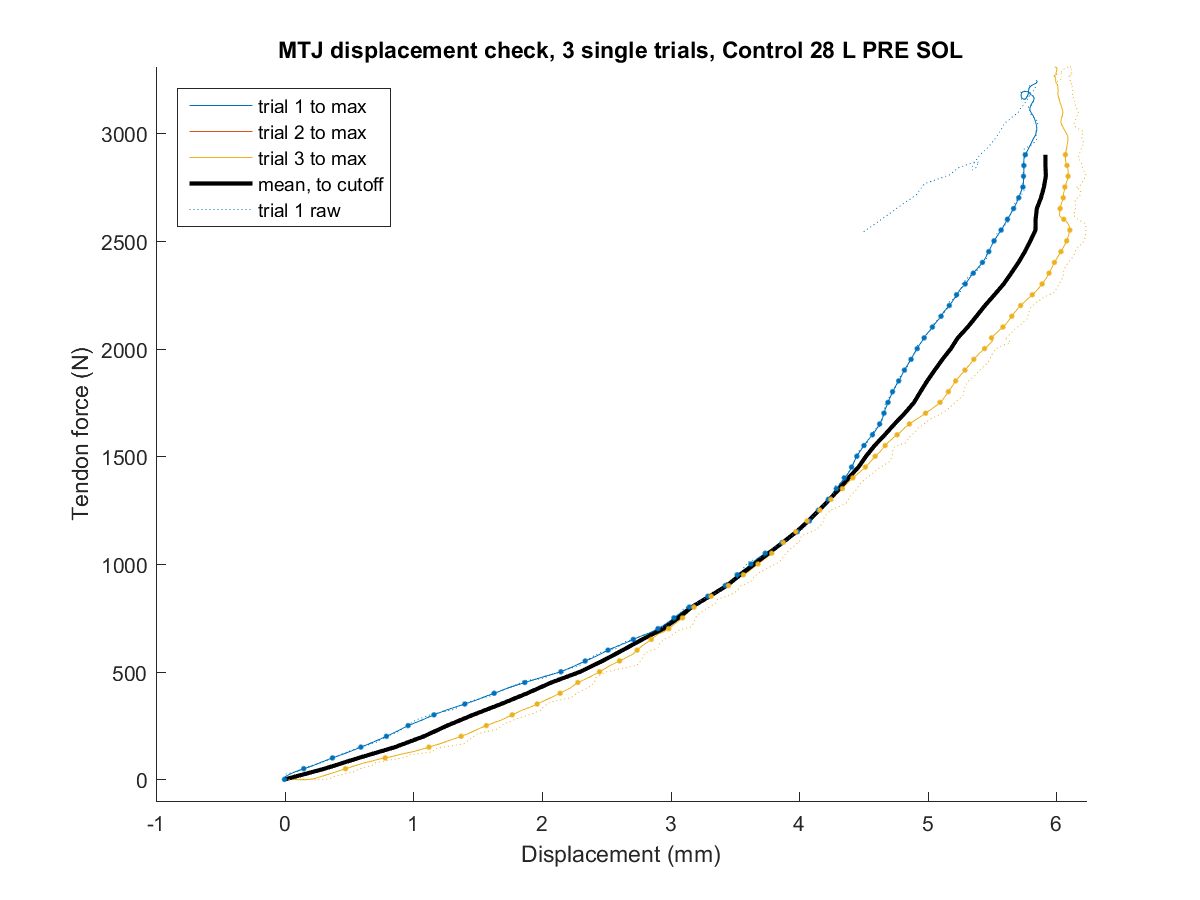 MTJ displacement check, 3 single trials, Control 28 L PRE SOL
trial 1 to max
trial 2 to max
trial 3 to max
mean, to cutoff
trial 1 raw
3000
2500
2000
1500
1000
500
0
Tendon force (N)
-1 0 1 2 3 4 5 6
Displacement (mm)